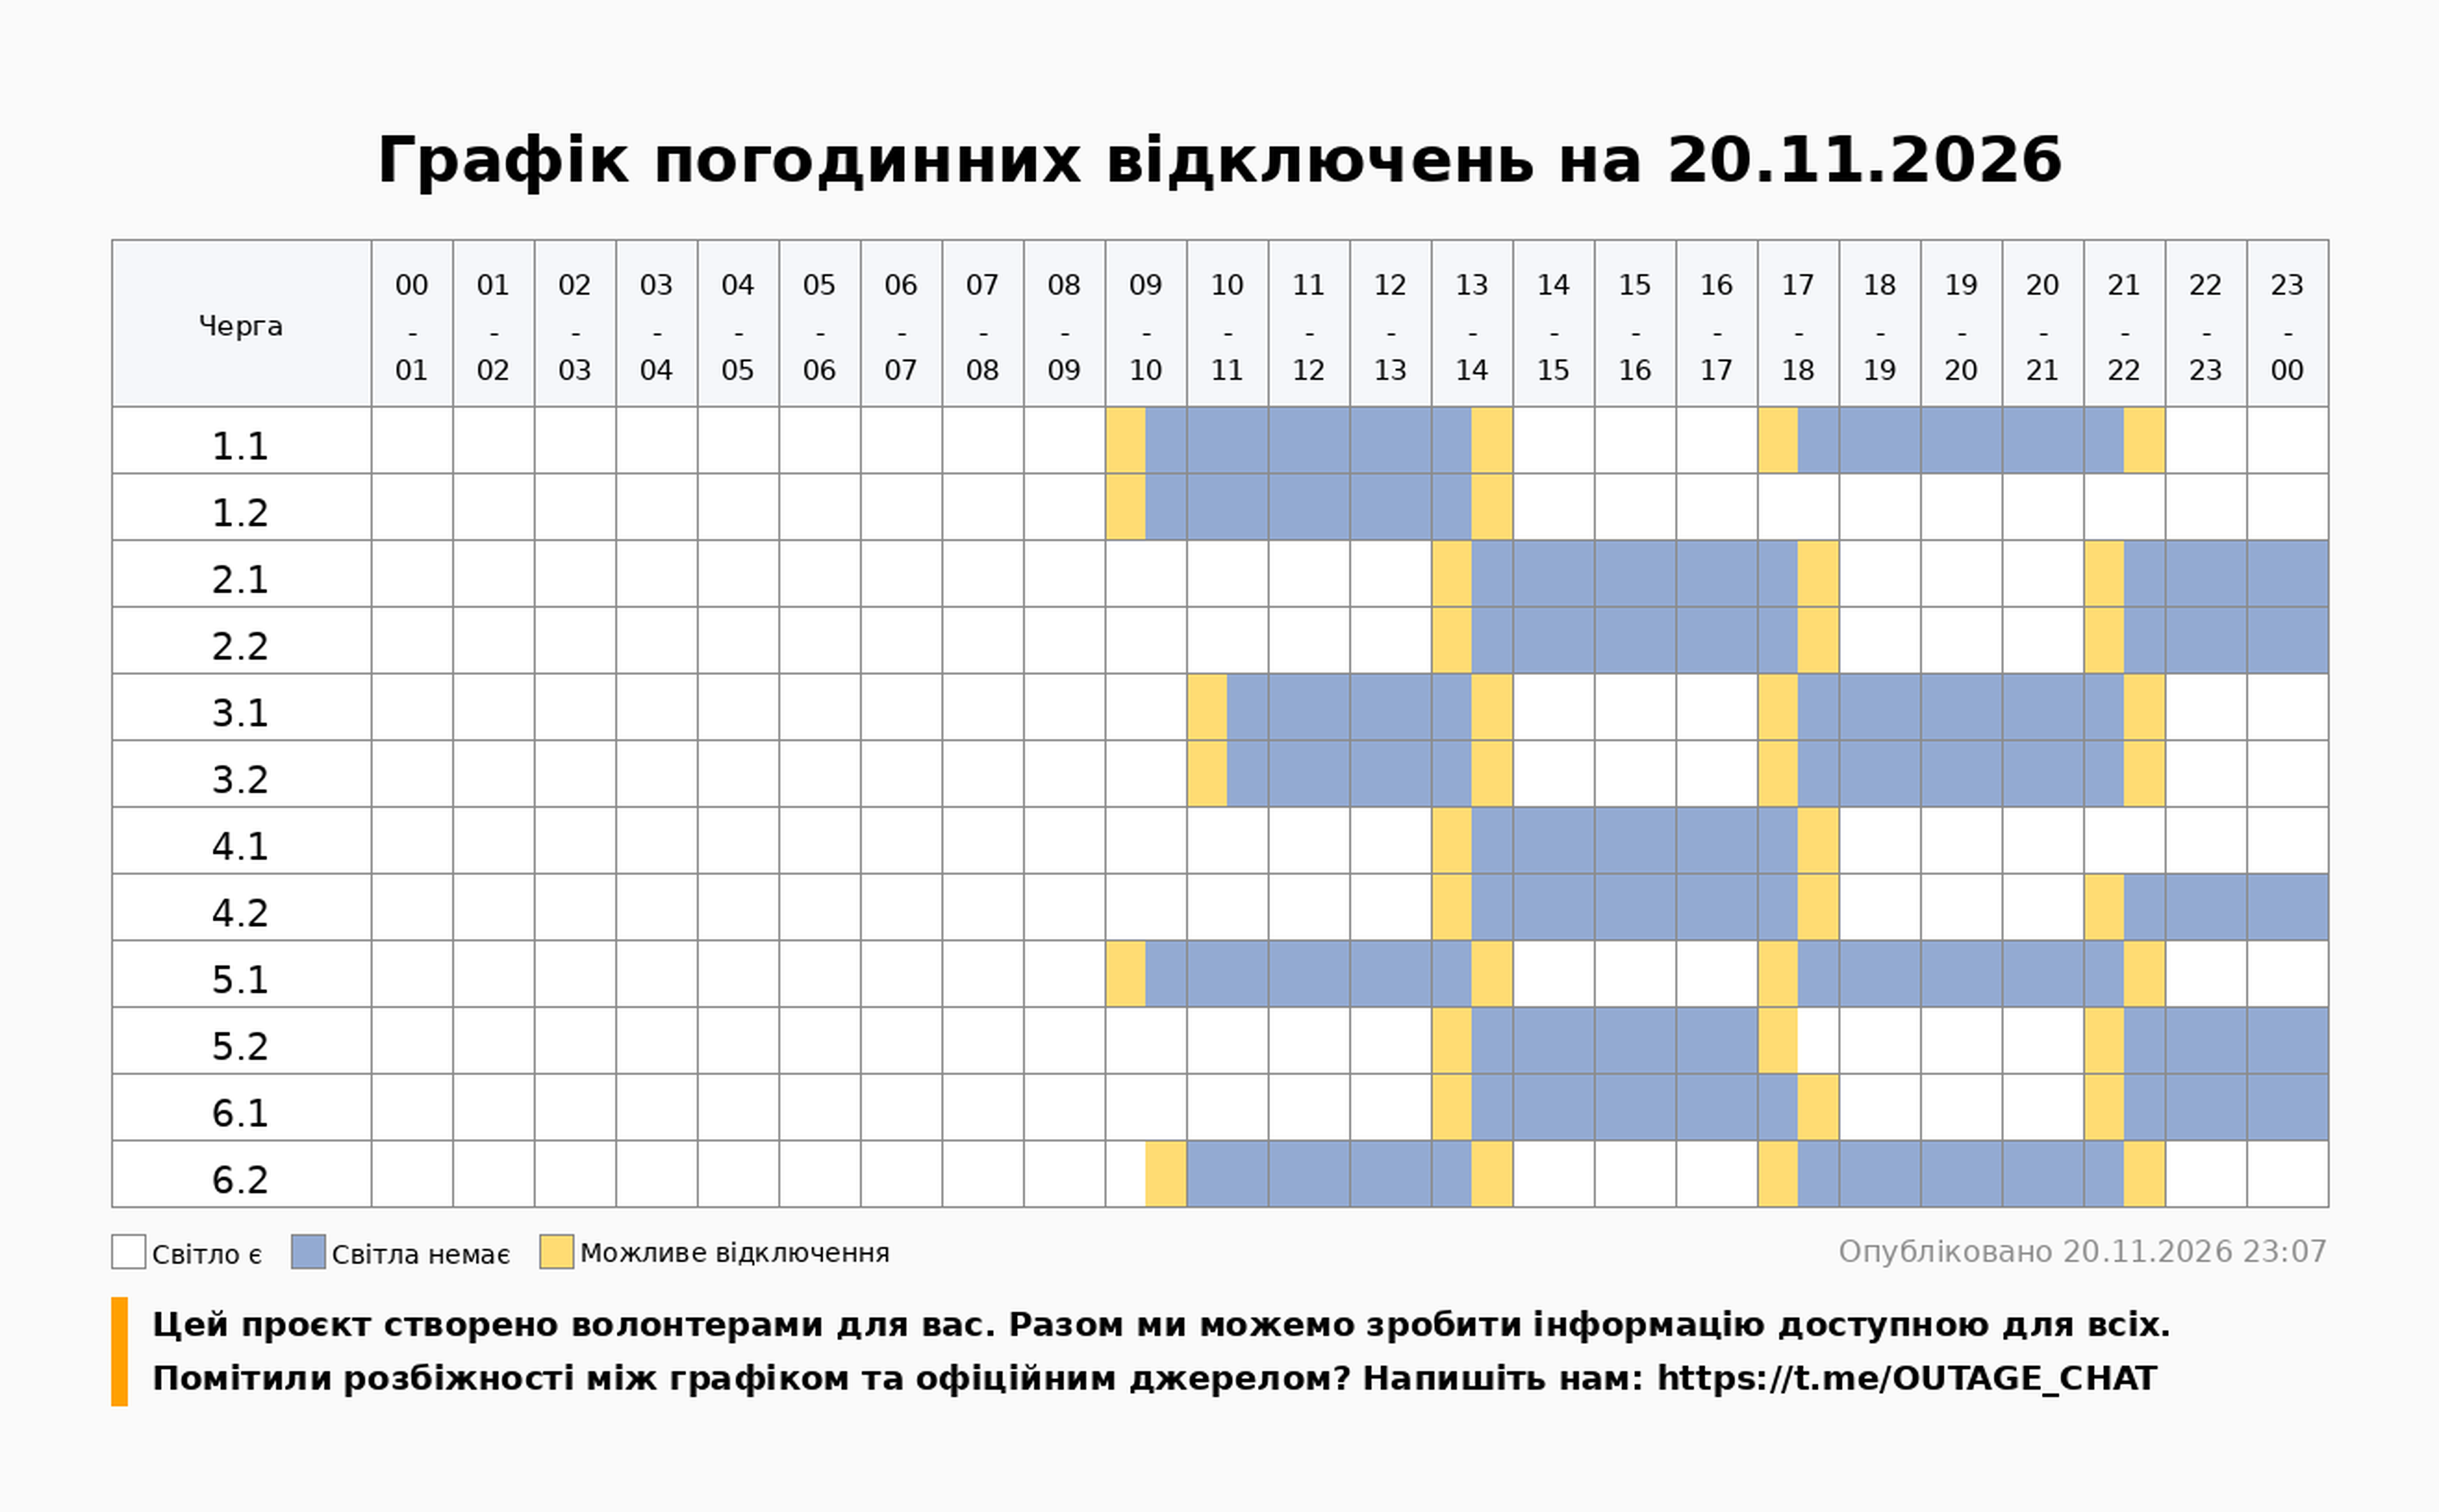 Графік погодинних відключень на 20.11.2026
Черга 00 - 01 01 - 02 02 - 03 03 - 04 04 - 05 05 - 06 06 - 07 07 - 08 08 - 09 09 - 10 10 - 11 11 - 12 12 - 13 13 - 14 14 - 15 15 - 16 16 - 17 17 - 18 18 - 19 19 - 20 20 - 21 21 - 22 22 - 23 23 - 00
1.1
1.2
2.1
2.2
3.1
3.2
4.1
4.2
5.1
5.2
6.1
6.2
Світло є Світла немає Можливе відключення Опубліковано 20.11.2026 23:07
Цей проєкт створено волонтерами для вас. Разом ми можемо зробити інформацію доступною для всіх.
Помітили розбіжності між графіком та офіційним джерелом? Напишіть нам: https://t.me/OUTAGE_CHAT